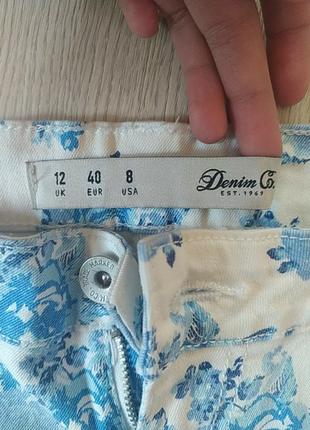 12 40 8 Denim Co.
UK EUR USA EST. 1969